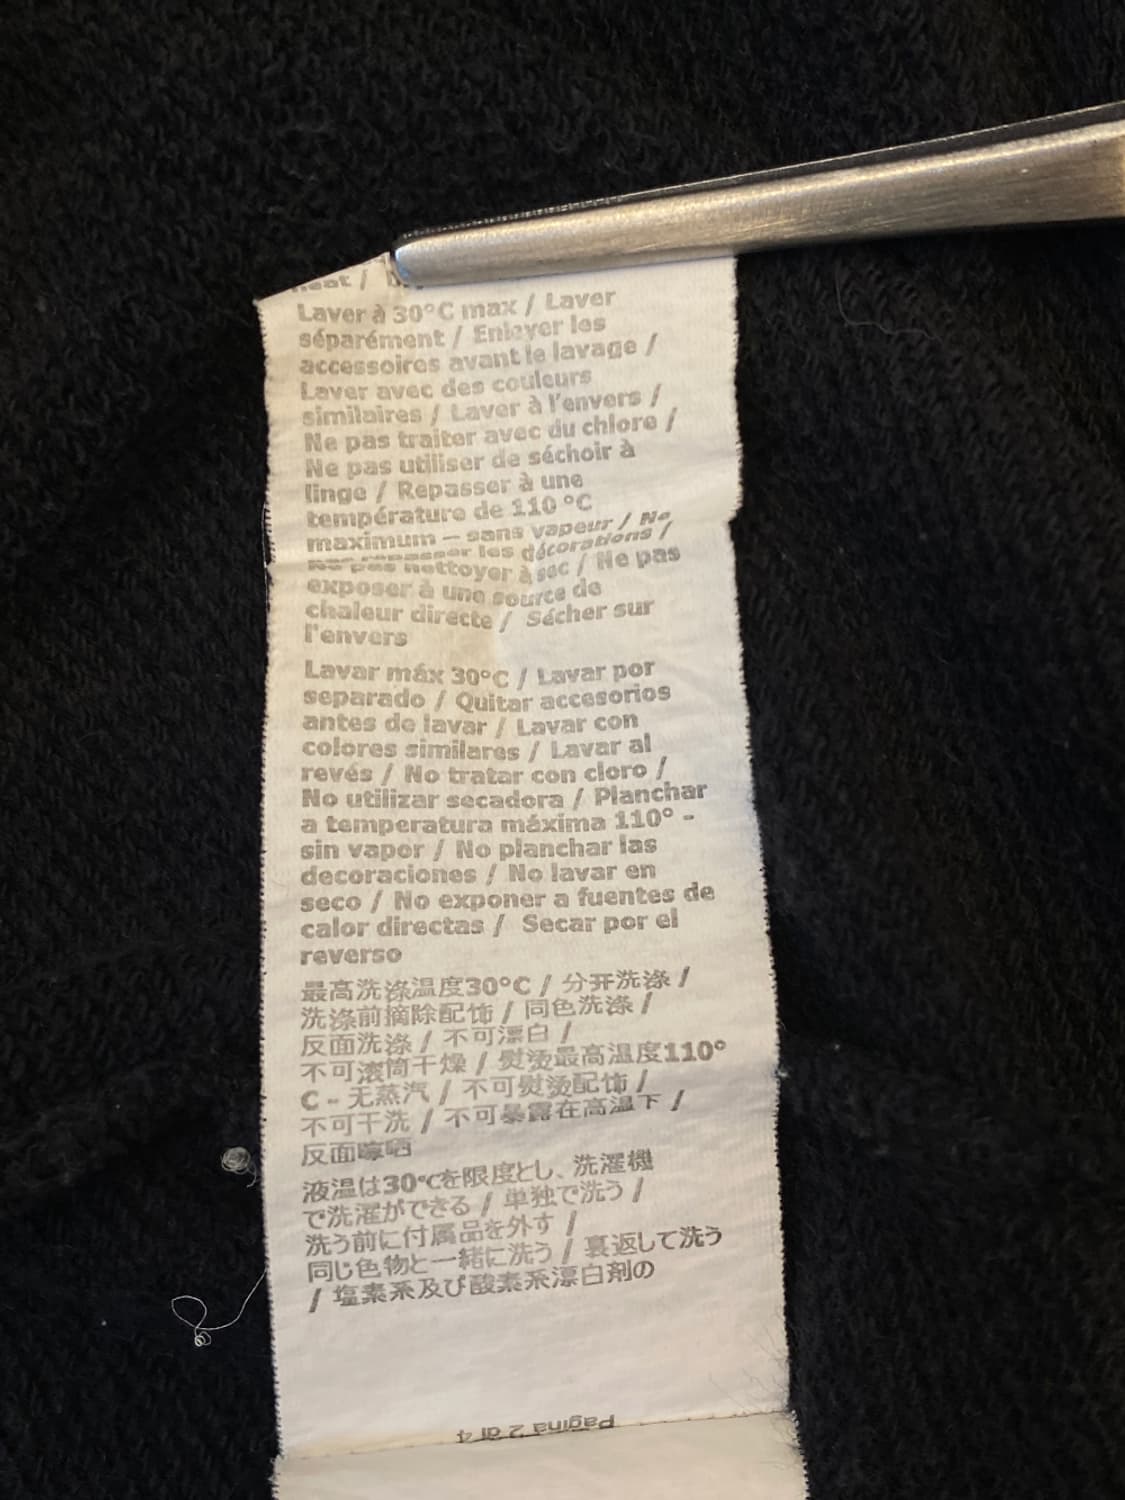 heat /
Laver à 30°C max / Laver
séparément / Enlever les
accessoires avant le lavage /
Laver avec des couleurs
similaires / Laver à l'envers /
Ne pas traiter avec du chlore /
Ne pas utiliser de séchoir à
linge / Repasser à une
température de 110 °C
maximum – sans vapeur / Ne
pas repasser les décorations /
Ne pas nettoyer à sec / Ne pas
exposer à une source de
chaleur directe / Sécher sur
l'envers
Lavar máx 30°C / Lavar por
separado / Quitar accesorios
antes de lavar / Lavar con
colores similares / Lavar al
revés / No tratar con cloro /
No utilizar secadora / Planchar
a temperatura máxima 110° -
sin vapor / No planchar las
decoraciones / No lavar en
seco / No exponer a fuentes de
calor directas / Secar por el
reverso
最高洗涤温度30°C / 分开洗涤 /
洗涤前摘除配饰 / 同色洗涤 /
反面洗涤 / 不可漂白 /
不可滚筒干燥 / 熨烫最高温度110°
C - 无蒸汽 / 不可熨烫配饰 /
不可干洗 / 不可暴露在高温下 /
反面晾晒
液温は30℃を限度とし、洗濯機
で洗濯ができる / 単独で洗う /
洗う前に付属品を外す /
同じ色物と一緒に洗う / 裏返して洗う
/ 塩素系及び酸素系漂白剤の
Pagina 2 di 4